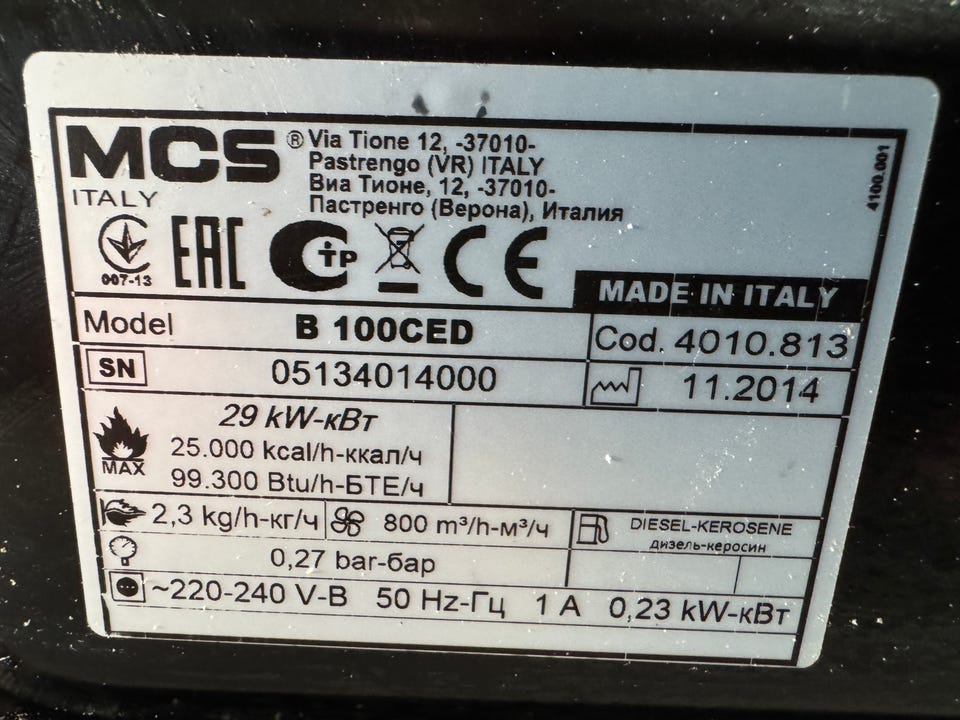 MCS ® Via Tione 12, -37010-
Pastrengo (VR) ITALY
ITALY Виа Тионе, 12, -37010-
Пастренго (Верона), Италия
4100.001
007-13 EAC CTP CE
MADE IN ITALY
Model B 100CED Cod. 4010.813
SN 05134014000 11.2014
MAX 29 kW-кВт
25.000 kcal/h-ккал/ч
99.300 Btu/h-БТЕ/ч
2,3 kg/h-кг/ч 800 m³/h-м³/ч DIESEL-KEROSENE
дизель-керосин
0,27 bar-бар
~220-240 V-В 50 Hz-Гц 1 A 0,23 kW-кВт